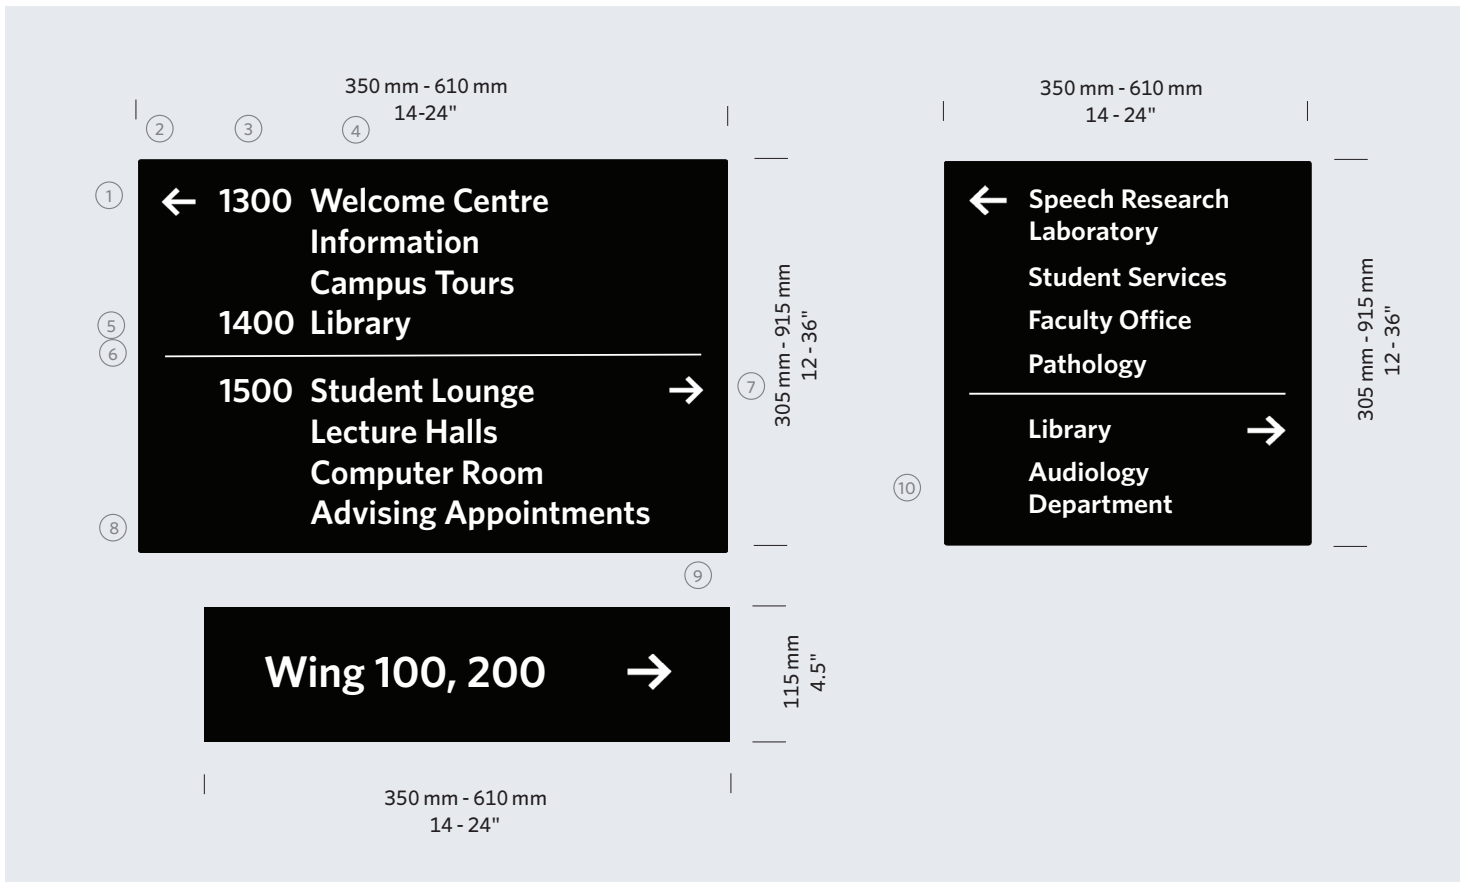 350 mm - 610 mm
14-24"
2 3 4
1
← 1300 Welcome Centre
Information
Campus Tours
5
1400 Library
6
1500 Student Lounge →
7
Lecture Halls
Computer Room
Advising Appointments
8
305 mm - 915 mm
12 - 36"
9
Wing 100, 200 →
115 mm
4.5"
350 mm - 610 mm
14 - 24"
350 mm - 610 mm
14 - 24"
← Speech Research
Laboratory
Student Services
Faculty Office
Pathology
Library →
Audiology
Department
10
305 mm - 915 mm
12 - 36"